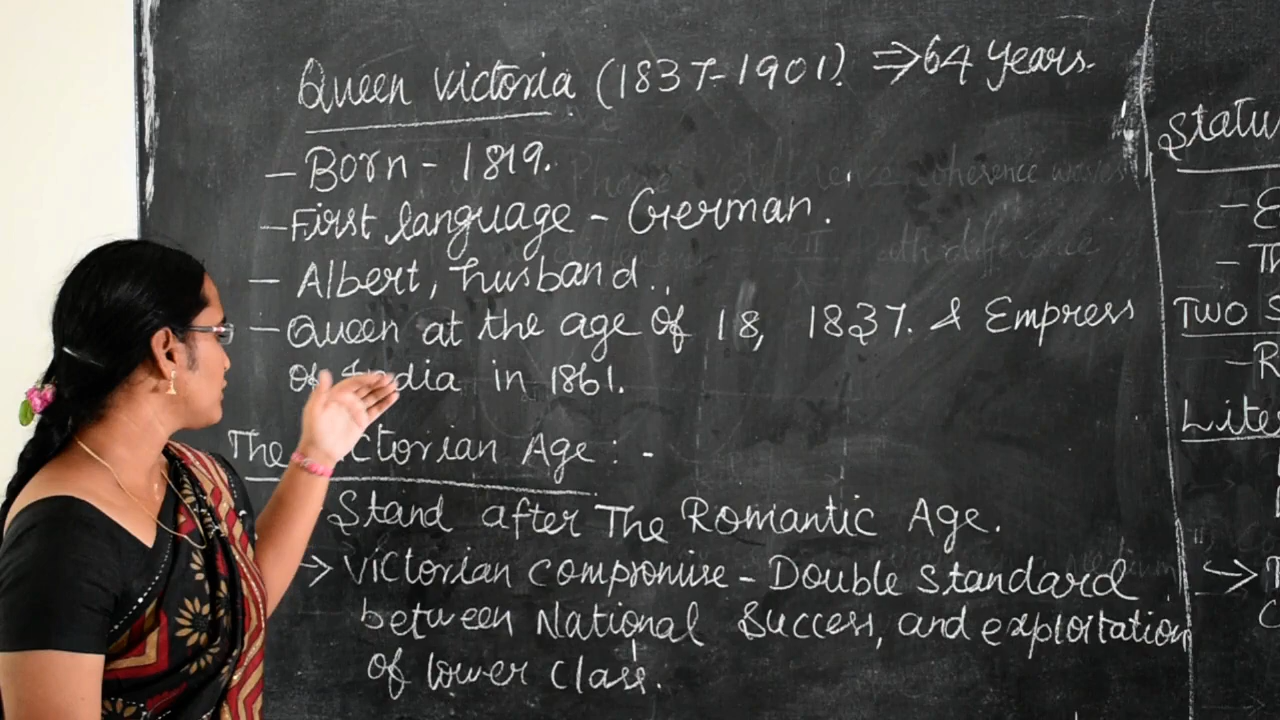 Queen Victoria (1837-1901) ⇒ 64 years.
- Born - 1819.
- First language - German.
- Albert, husband.,
- Queen at the age of 18, 1837. & Empress
of India in 1861.
The Victorian Age : -
Stand after The Romantic Age.
→ Victorian compromise - Double standard
between National Success, and exploitation
of lower class.
Statu
- E
- Th
Two S
- R
Lite
→